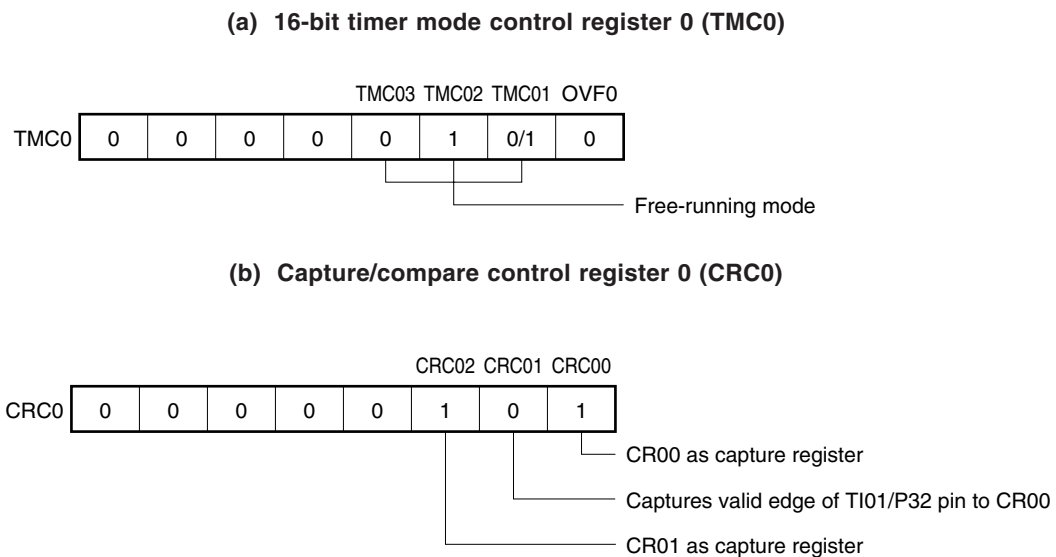 (a) 16-bit timer mode control register 0 (TMC0)
TMC03 TMC02 TMC01 OVF0
TMC0 0 0 0 0 0 1 0/1 0
Free-running mode
(b) Capture/compare control register 0 (CRC0)
CRC02 CRC01 CRC00
CRC0 0 0 0 0 0 1 0 1
CR00 as capture register
Captures valid edge of TI01/P32 pin to CR00
CR01 as capture register